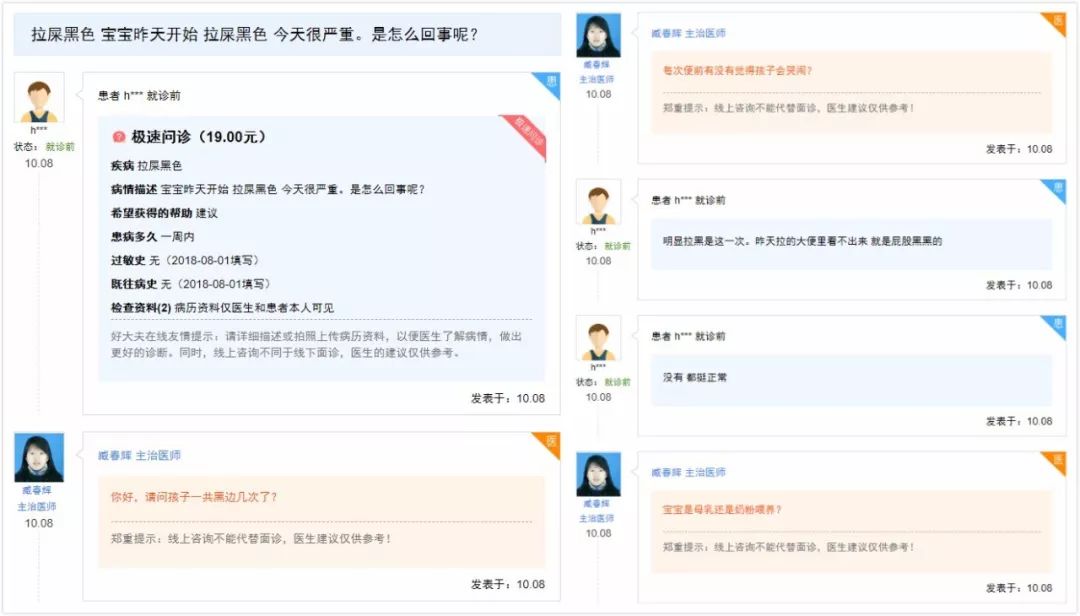 拉屎黑色 宝宝昨天开始 拉屎黑色 今天很严重。是怎么回事呢？
h***
状态：就诊前
10.08
患者 h*** 就诊前
患
极速问诊（19.00元）
极速问诊
疾病 拉屎黑色
病情描述 宝宝昨天开始 拉屎黑色 今天很严重。是怎么回事呢？
希望获得的帮助 建议
患病多久 一周内
过敏史 无（2018-08-01填写）
既往病史 无（2018-08-01填写）
检查资料(2) 病历资料仅医生和患者本人可见
好大夫在线友情提示：请详细描述或拍照上传病历资料，以便医生了解病情，做出
更好的诊断。同时，线上咨询不同于线下面诊，医生的建议仅供参考。
发表于：10.08
臧春辉
主治医师
10.08
臧春辉 主治医师
医
你好，请问孩子一共黑边几次了？
郑重提示：线上咨询不能代替面诊，医生建议仅供参考！
发表于：10.08
臧春辉
主治医师
10.08
臧春辉 主治医师
医
每次便前有没有觉得孩子会哭闹？
郑重提示：线上咨询不能代替面诊，医生建议仅供参考！
发表于：10.08
h***
状态：就诊前
10.08
患者 h*** 就诊前
患
明显拉黑是这一次。昨天拉的大便里看不出来 就是屁股黑黑的
发表于：10.08
h***
状态：就诊前
10.08
患者 h*** 就诊前
患
没有 都挺正常
发表于：10.08
臧春辉
主治医师
10.08
臧春辉 主治医师
医
宝宝是母乳还是奶粉喂养？
郑重提示：线上咨询不能代替面诊，医生建议仅供参考！
发表于：10.08